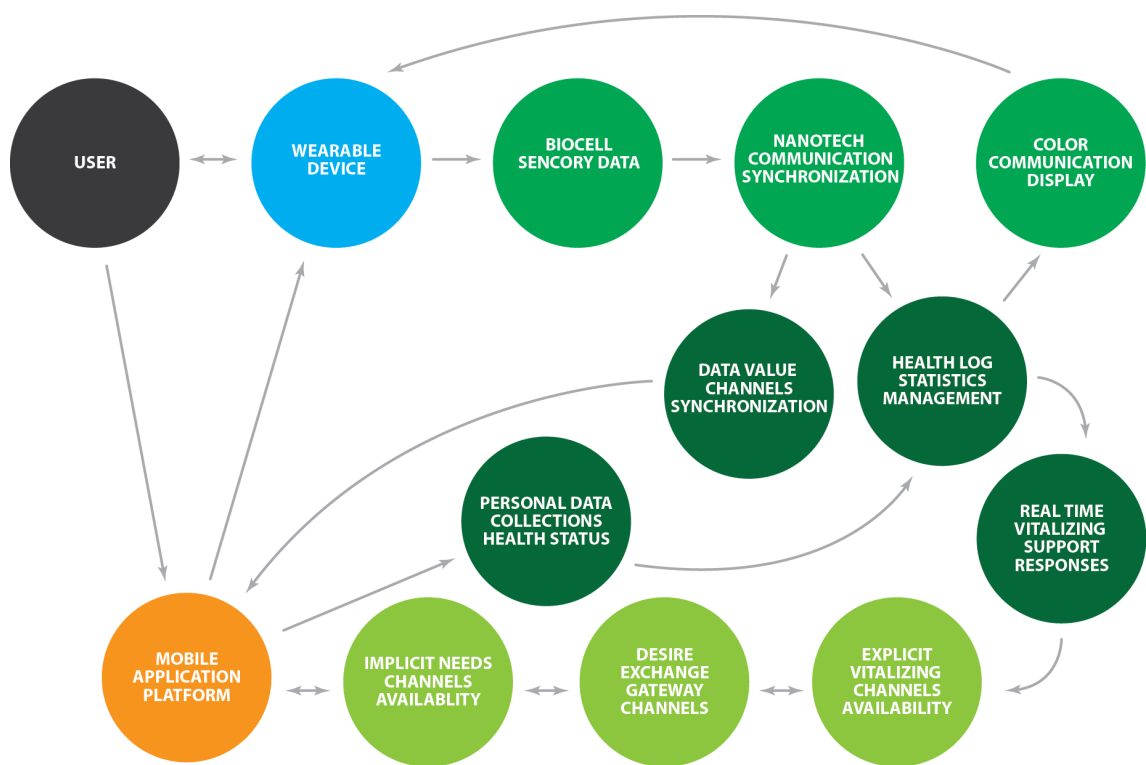 USER
WEARABLE
DEVICE
BIOCELL
SENCORY DATA
NANOTECH
COMMUNICATION
SYNCHRONIZATION
COLOR
COMMUNICATION
DISPLAY
DATA VALUE
CHANNELS
SYNCHRONIZATION
HEALTH LOG
STATISTICS
MANAGEMENT
PERSONAL DATA
COLLECTIONS
HEALTH STATUS
REAL TIME
VITALIZING
SUPPORT
RESPONSES
MOBILE
APPLICATION
PLATFORM
IMPLICIT NEEDS
CHANNELS
AVAILABLITY
DESIRE
EXCHANGE
GATEWAY
CHANNELS
EXPLICIT
VITALIZING
CHANNELS
AVAILABILITY